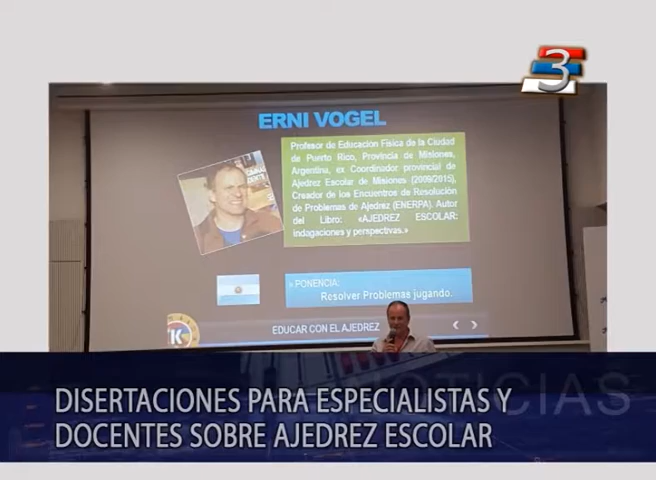 3
ERNI VOGEL
Profesor de Educación Física de la Ciudad
de Puerto Rico, Provincia de Misiones,
Argentina, ex Coordinador provincial de
Ajedrez Escolar de Misiones (2009/2015),
Creador de los Encuentros de Resolución
de Problemas de Ajedrez (ENERPA). Autor
del Libro: «AJEDREZ ESCOLAR:
indagaciones y perspectivas.»
» PONENCIA:
Resolver Problemas jugando.
EDUCAR CON EL AJEDREZ
NOTICIAS
DISERTACIONES PARA ESPECIALISTAS Y
DOCENTES SOBRE AJEDREZ ESCOLAR